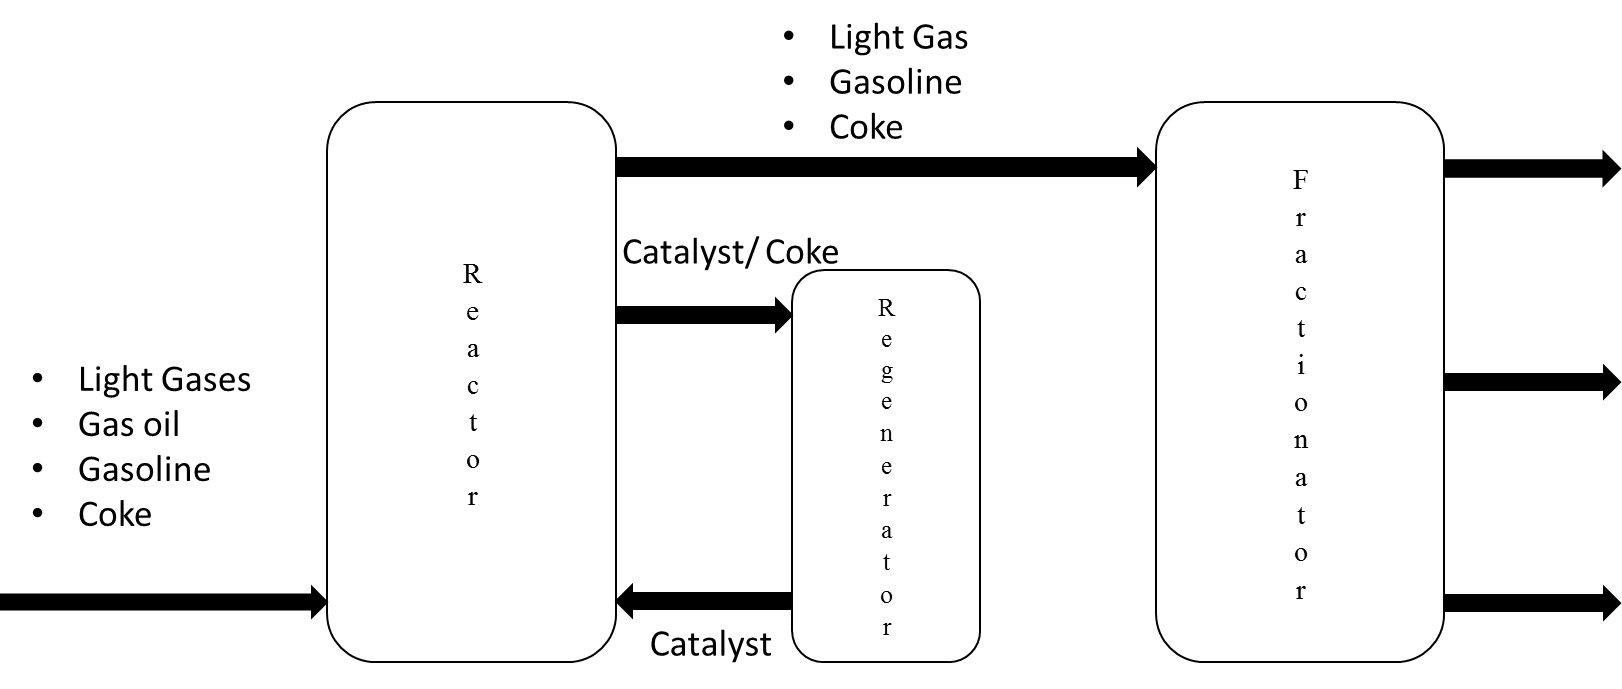 • Light Gas
• Gasoline
• Coke
Reactor
Catalyst/ Coke
Regenerator
Fractionator
• Light Gases
• Gas oil
• Gasoline
• Coke
Catalyst